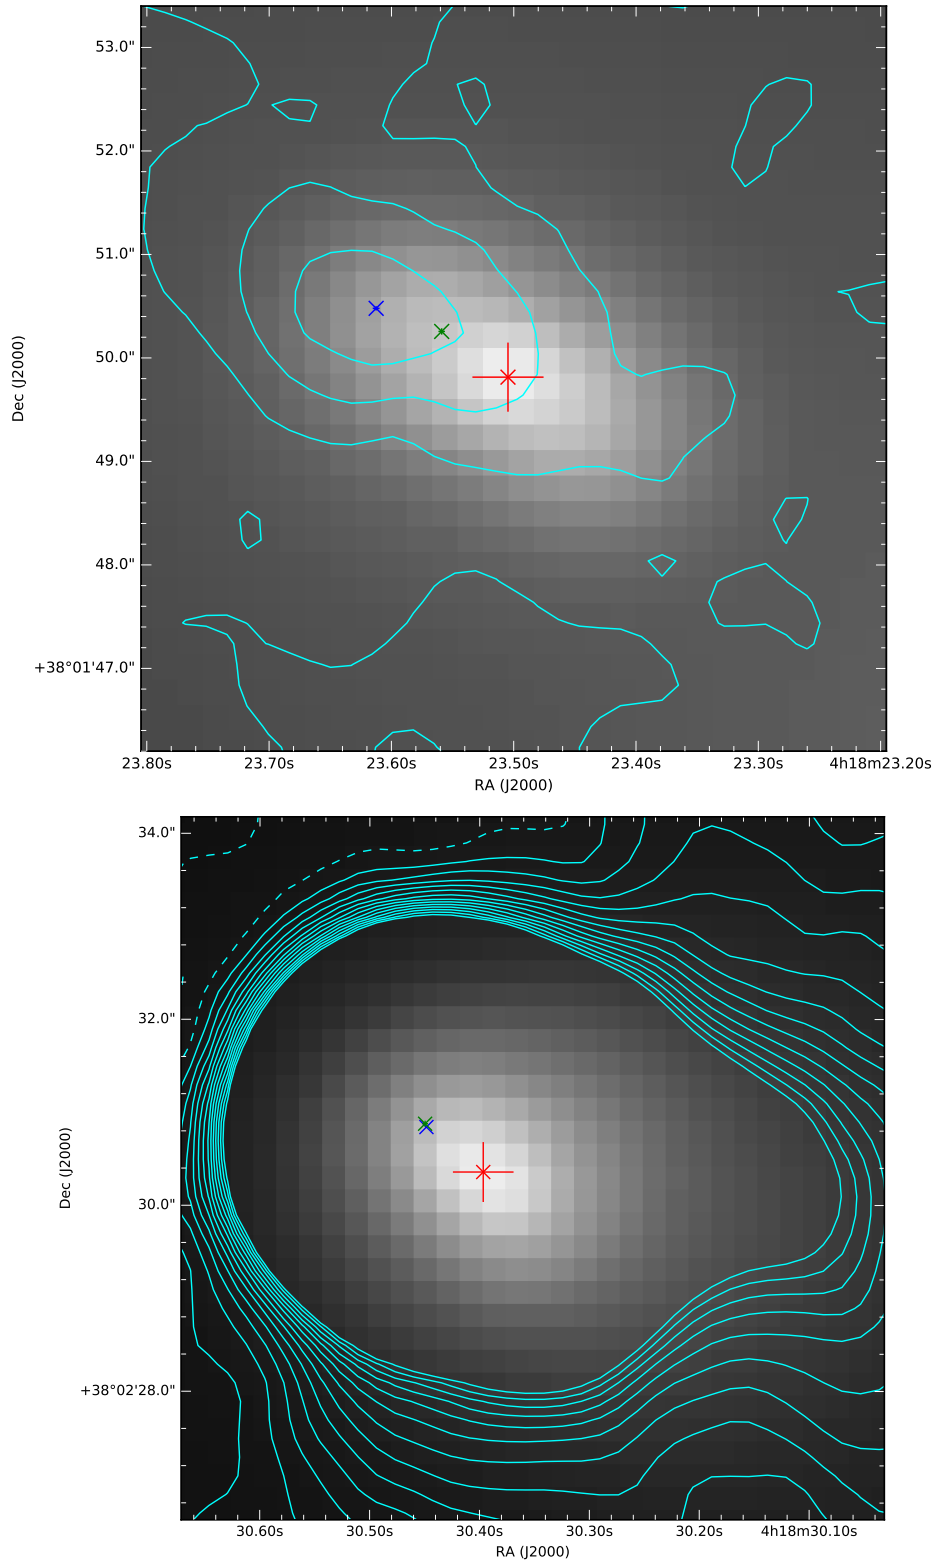 53.0"
52.0"
51.0"
50.0"
49.0"
48.0"
+38°01'47.0"
Dec (J2000)
23.80s 23.70s 23.60s 23.50s 23.40s 23.30s 4h18m23.20s
RA (J2000)
34.0"
32.0"
30.0"
+38°02'28.0"
Dec (J2000)
30.60s 30.50s 30.40s 30.30s 30.20s 4h18m30.10s
RA (J2000)